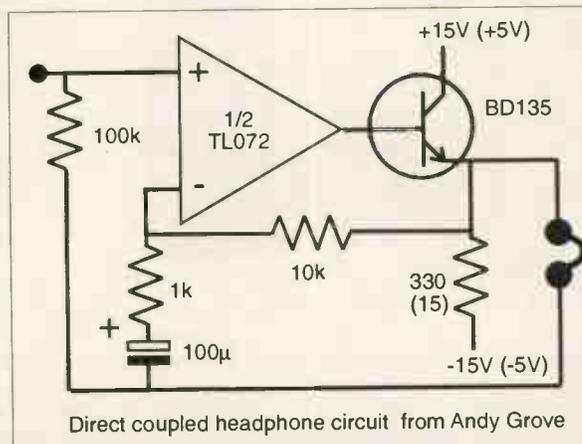 +15V (+5V)
+
1/2
TL072
BD135
100k
-
10k
1k
330
(15)
+
100µ
-15V (-5V)
Direct coupled headphone circuit from Andy Grove